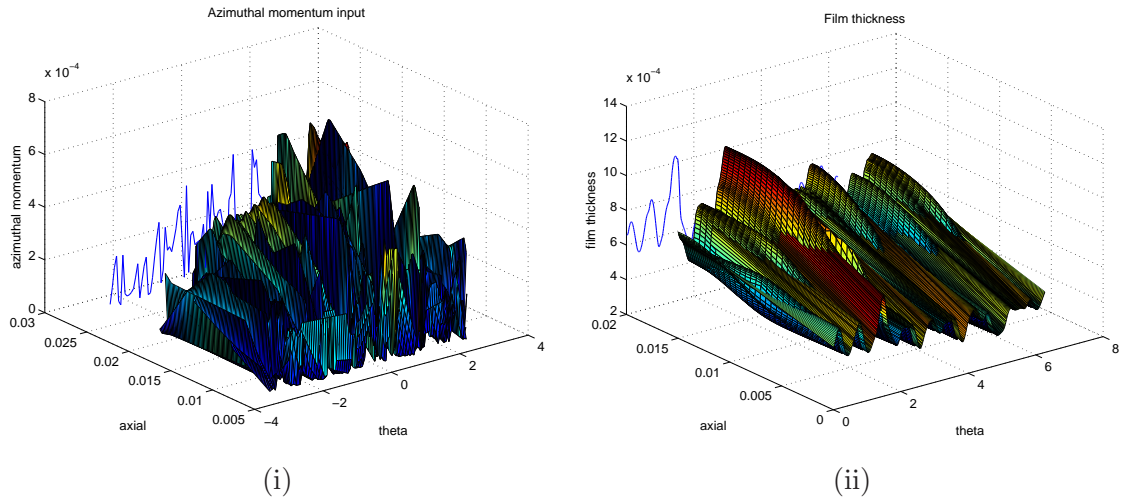 Azimuthal momentum input
x 10⁻⁴
8
6
4
2
0
azimuthal momentum
0.03
0.025
0.02
0.015
0.01
0.005
axial
−4
−2
0
2
4
theta
(i)
Film thickness
x 10⁻⁴
14
12
10
8
6
4
2
film thickness
0.02
0.015
0.01
0.005
0
axial
0
2
4
6
8
theta
(ii)